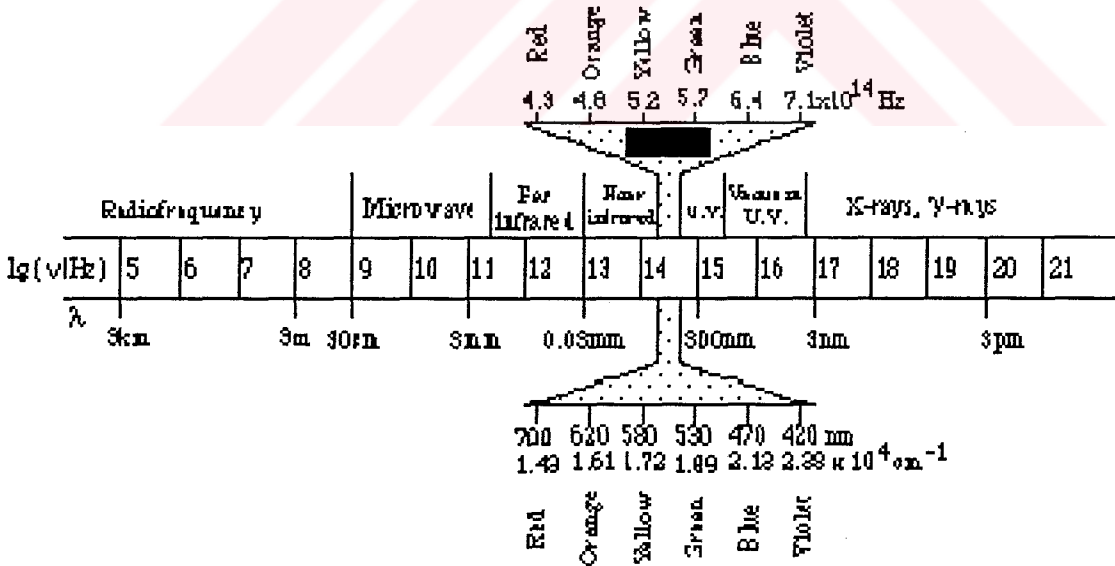 Red Orange Yellow Green Blue Violet
4.3 4.8 5.2 5.7 6.4 7.1x10^14 Hz
Radiofrequency Microwave Far infrared Near infrared U.V. Vacuum U.V. X-rays, γ-rays
lg(ν/Hz) 5 6 7 8 9 10 11 12 13 14 15 16 17 18 19 20 21
λ 3km 3m 30cm 3mm 0.03mm 300nm 3nm 3pm
700 620 580 530 470 420 nm
1.43 1.61 1.72 1.89 2.13 2.38 x 10^4 cm^-1
Red Orange Yellow Green Blue Violet